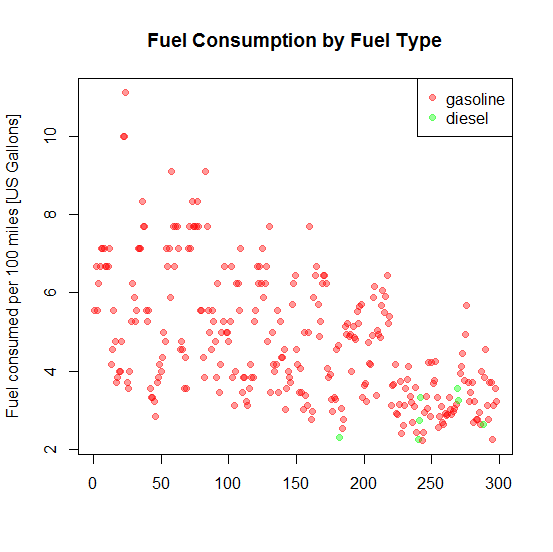 Fuel Consumption by Fuel Type
gasoline
diesel
Fuel consumed per 100 miles [US Gallons]
10
8
6
4
2
0 50 100 150 200 250 300